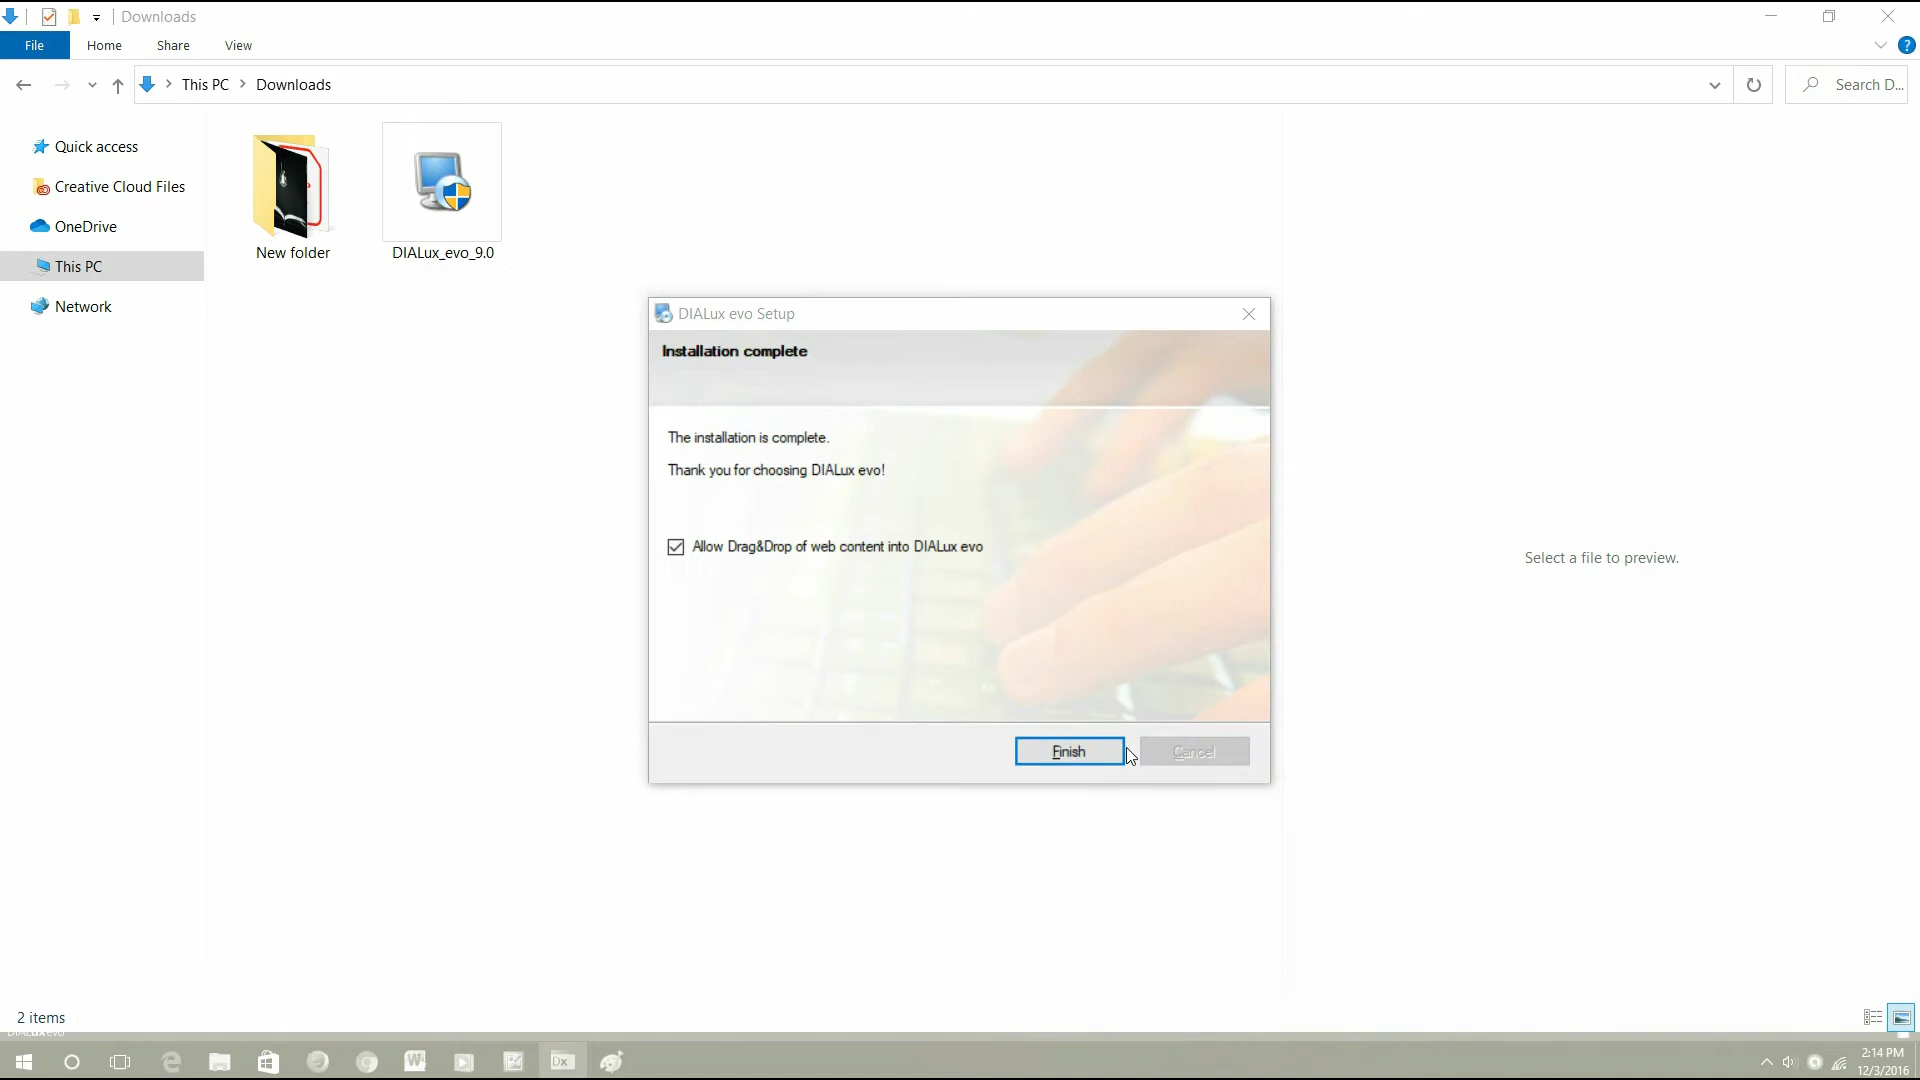 Downloads
File Home Share View
This PC Downloads
Search D...
Quick access
Creative Cloud Files
OneDrive
This PC
Network
New folder
DIALux_evo_9.0
DIALux evo Setup
Installation complete
The installation is complete.
Thank you for choosing DIALux evo!
Allow Drag&Drop of web content into DIALux evo
Finish Cancel
Select a file to preview.
2 items
DIALux evo
W Dx
2:14 PM
12/3/2016